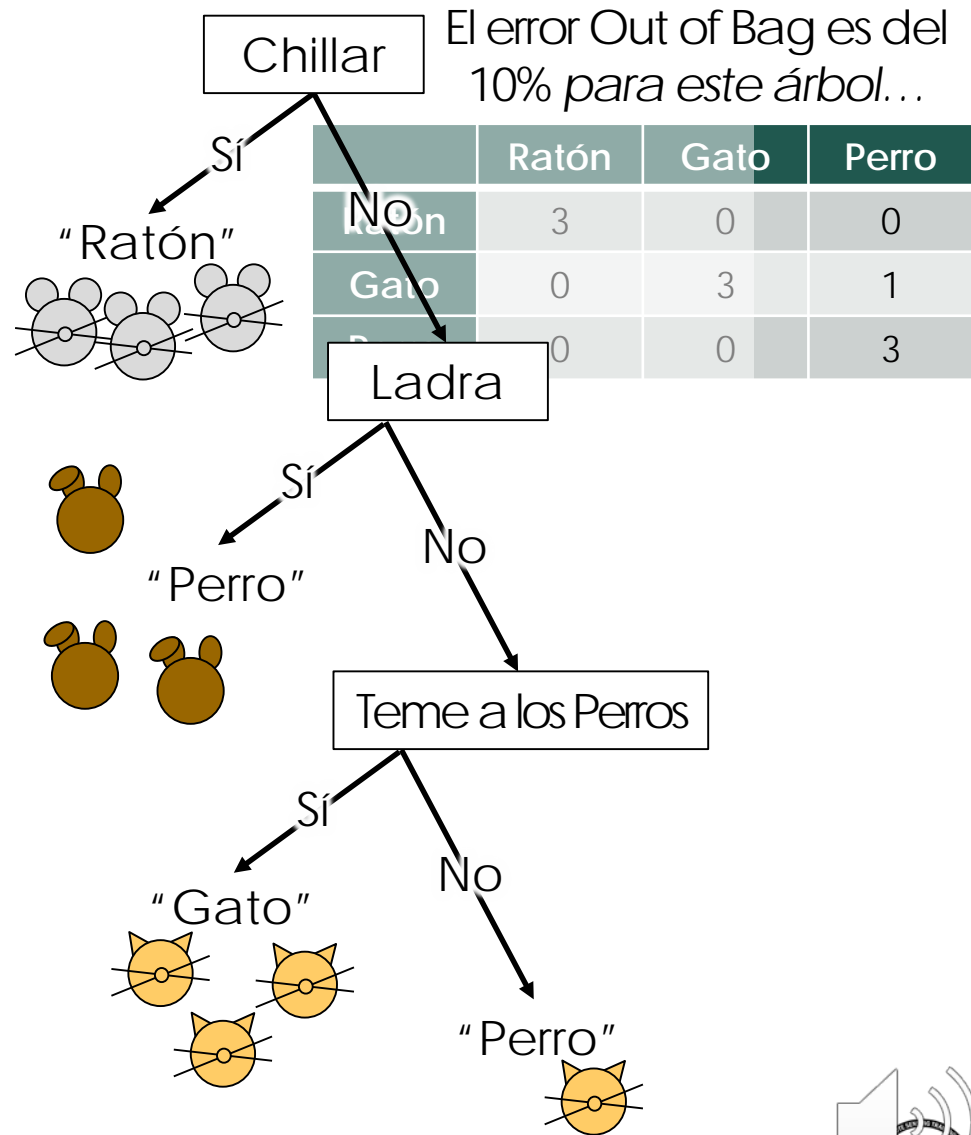 Chillar
El error Out of Bag es del
10% para este árbol…
Ratón Gato Perro
Ratón 3 0 0
Gato 0 3 1
0 0 3
Sí
No
"Ratón"
Ladra
Sí
No
"Perro"
Teme a los Perros
Sí
No
"Gato"
"Perro"